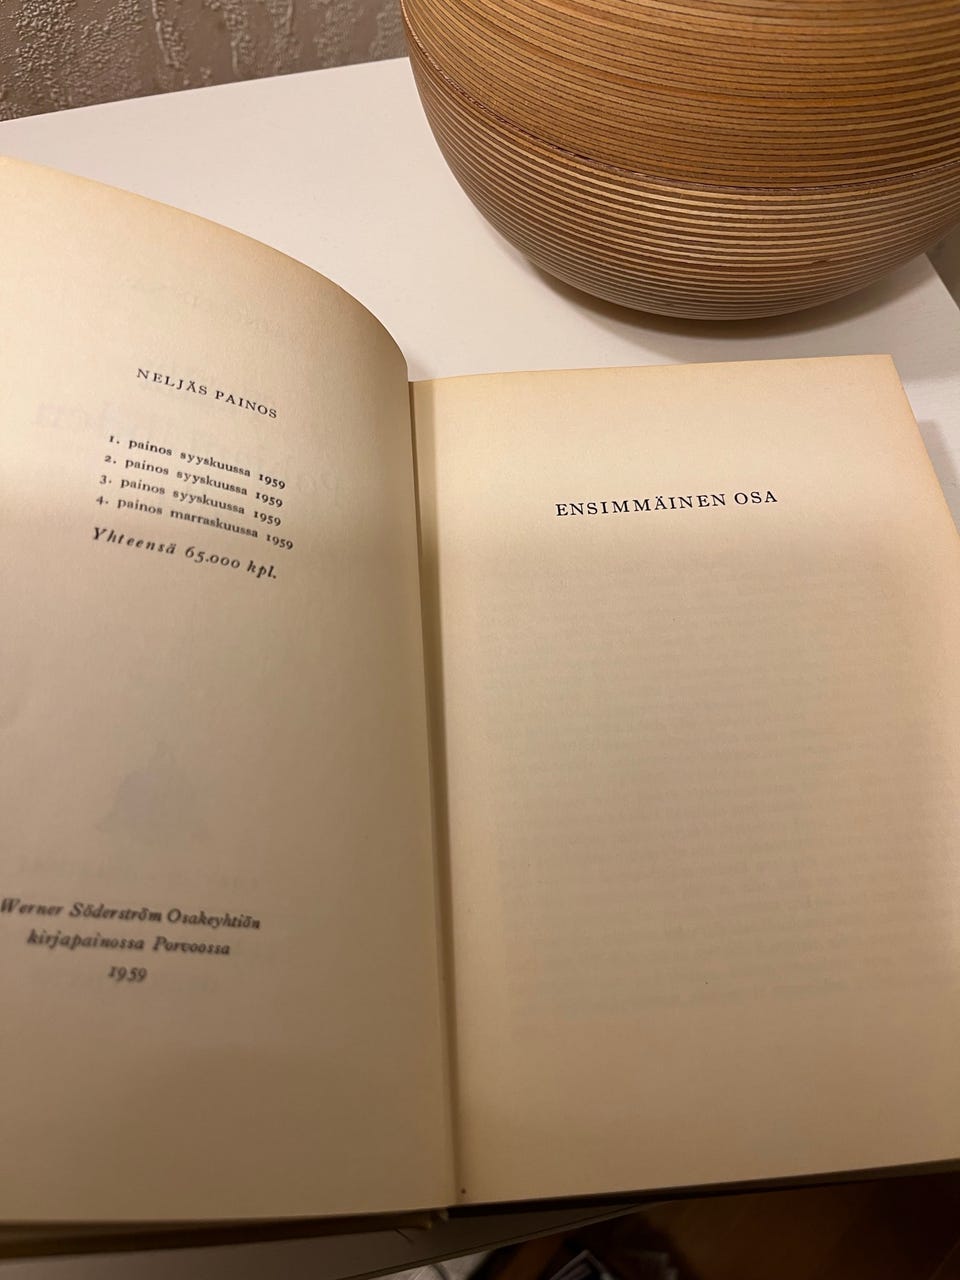 NELJÄS PAINOS
1. painos syyskuussa 1959
2. painos syyskuussa 1959
3. painos syyskuussa 1959
4. painos marraskuussa 1959
Yhteensä 65.000 kpl.
Werner Söderström Osakeyhtiön
kirjapainossa Porvoossa
1959
ENSIMMÄINEN OSA